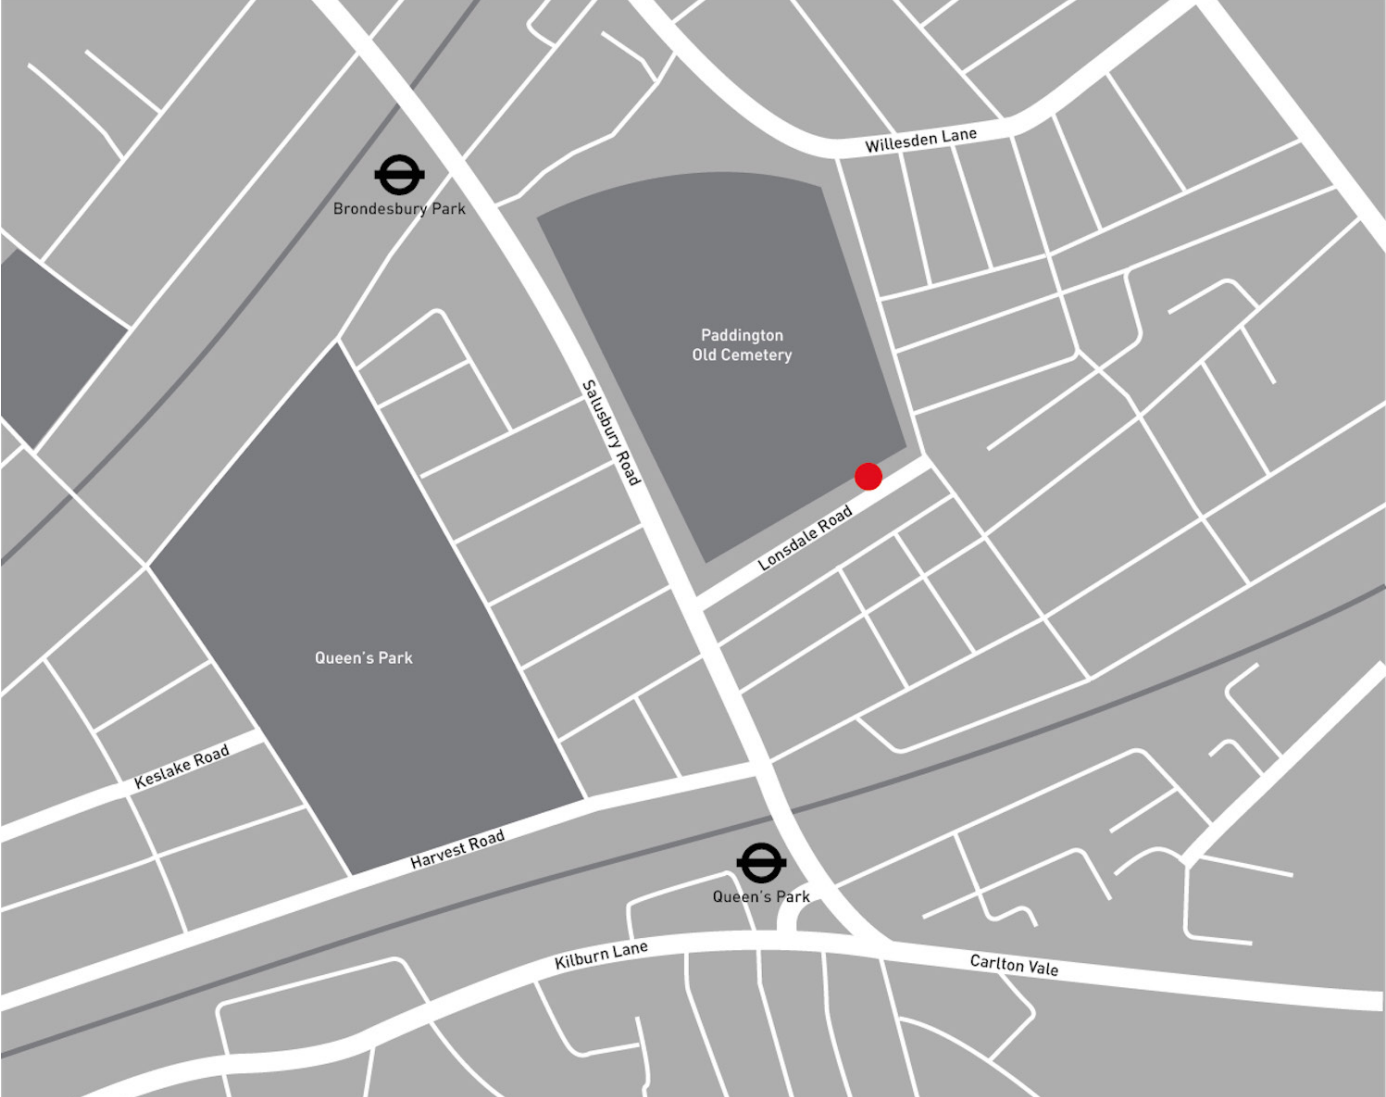 Willesden Lane
Brondesbury Park
Paddington
Old Cemetery
Salusbury Road
Lonsdale Road
Queen's Park
Keslake Road
Harvest Road
Queen's Park
Kilburn Lane
Carlton Vale